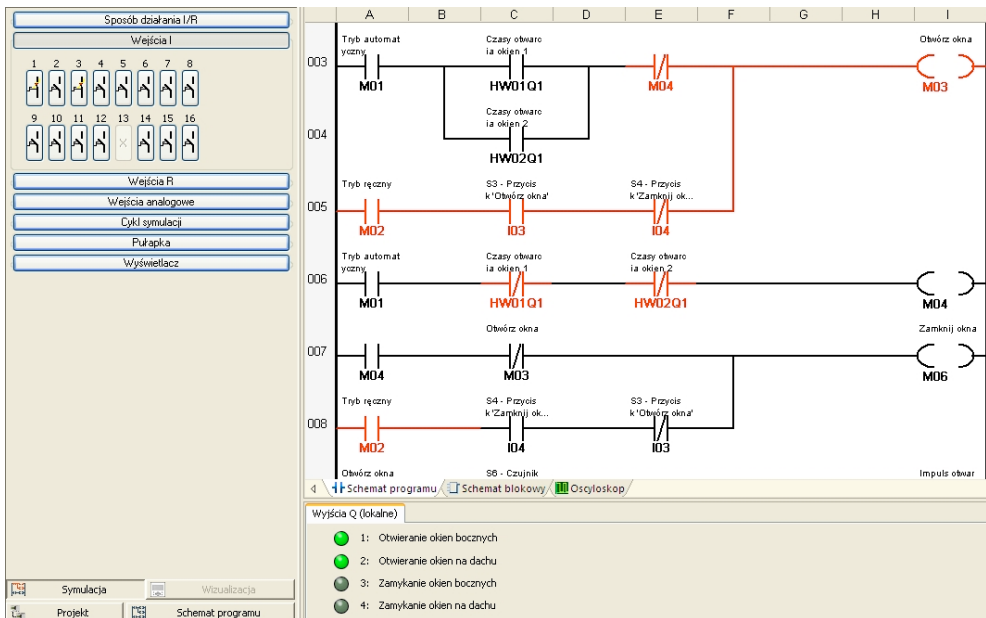 Sposób działania I/R
Wejścia I
1 2 3 4 5 6 7 8
9 10 11 12 13 14 15 16
Wejścia R
Wejścia analogowe
Cykl symulacji
Pułapka
Wyświetlacz
Symulacja
Wizualizacja
Projekt
Schemat programu
A B C D E F G H I
Tryb automat
yczny
Czasy otwarc
ia okien 1
Otwórz okna
003
M01
HW01Q1
M04
M03
Czasy otwarc
ia okien 2
004
HW02Q1
Tryb ręczny
S3 - Przycis
k 'Otwórz okna'
S4 - Przycis
k 'Zamknij ok...
005
M02
I03
I04
Tryb automat
yczny
Czasy otwarc
ia okien 1
Czasy otwarc
ia okien 2
006
M01
HW01Q1
HW02Q1
M04
Otwórz okna
Zamknij okna
007
M04
M03
M06
Tryb ręczny
S4 - Przycis
k 'Zamknij ok...
S3 - Przycis
k 'Otwórz okna'
008
M02
I04
I03
Otwórz okna
S6 - Czujnik
Impuls otwar
Schemat programu
Schemat blokowy
Oscyloskop
Wyjścia Q (lokalne)
1: Otwieranie okien bocznych
2: Otwieranie okien na dachu
3: Zamykanie okien bocznych
4: Zamykanie okien na dachu